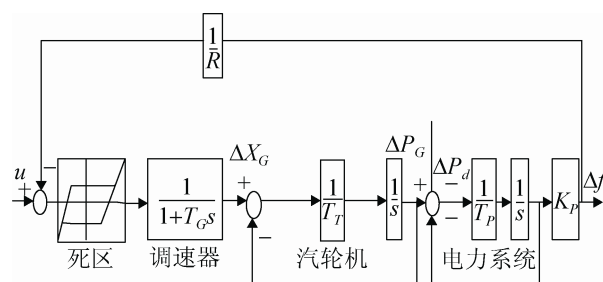 1/R
u
+
−
死区
1/(1+T_G s)
调速器
ΔX_G
+
−
1/T_T
汽轮机
1/s
ΔP_G
+
ΔP_d
−
−
1/T_P
1/s
电力系统
K_P
Δf